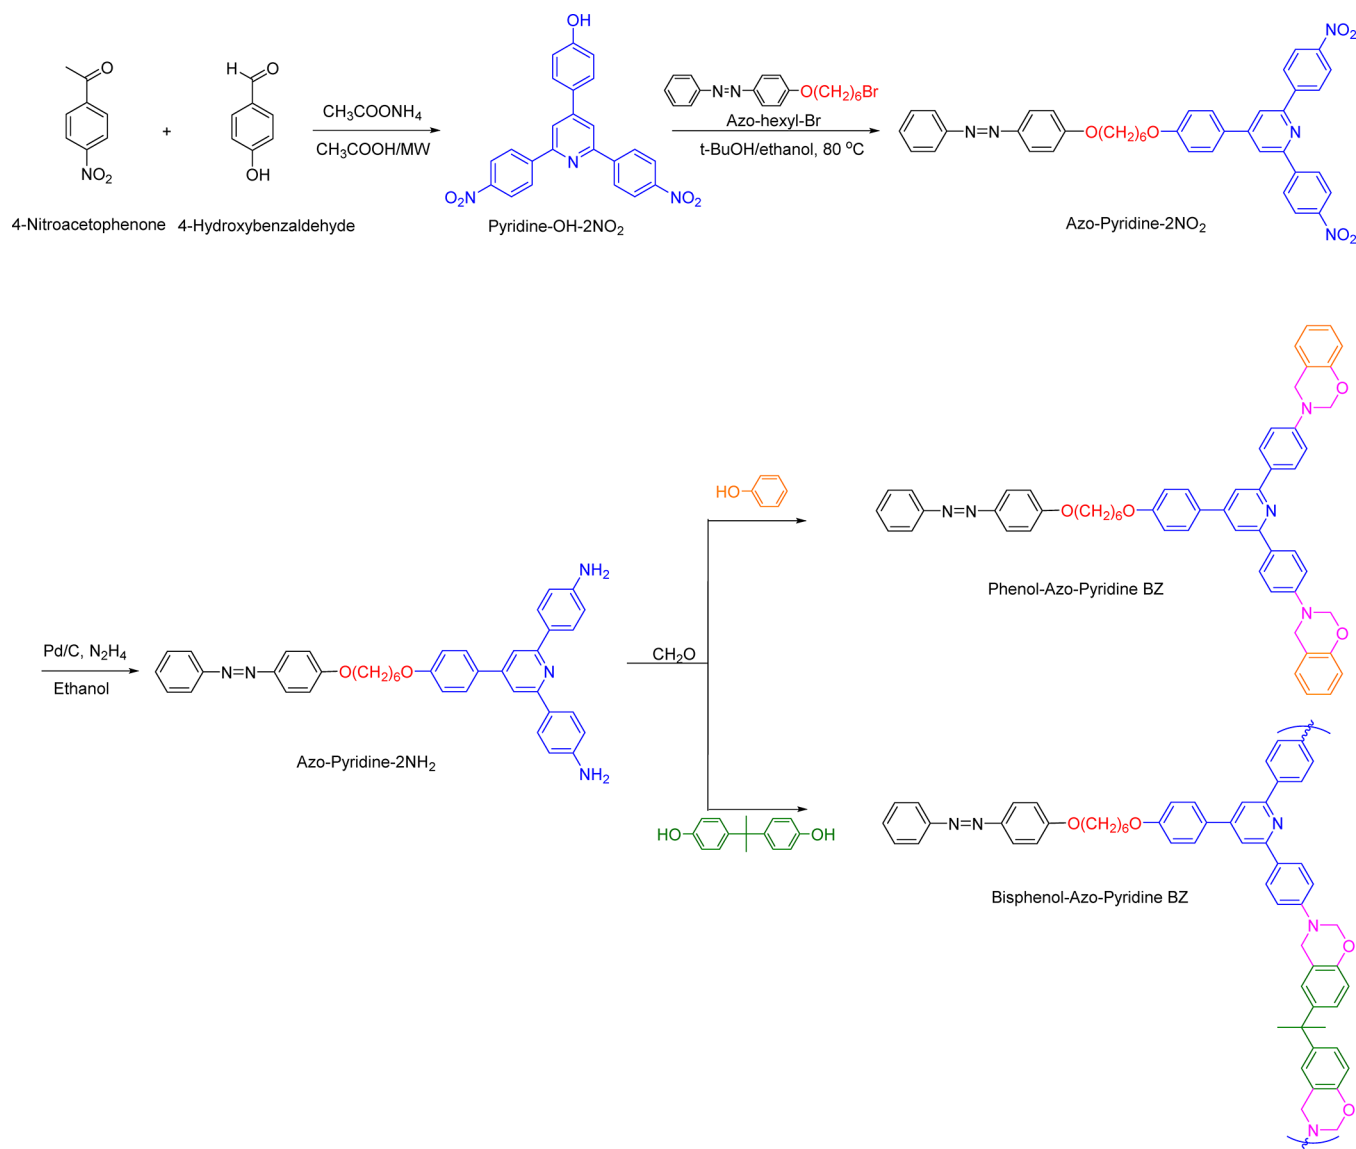 OH
NO₂
H
O
O
N=N
O(CH₂)₆Br
CH₃COONH₄
Azo-hexyl-Br
N=N
O(CH₂)₆O
N
+
CH₃COOH/MW
t-BuOH/ethanol, 80 °C
N
NO₂
OH
O₂N
NO₂
4-Nitroacetophenone
4-Hydroxybenzaldehyde
Pyridine-OH-2NO₂
Azo-Pyridine-2NO₂
NO₂
O
N
HO
N=N
O(CH₂)₆O
N
NH₂
Phenol-Azo-Pyridine BZ
N
O
Pd/C, N₂H₄
CH₂O
N=N
O(CH₂)₆O
N
Ethanol
Azo-Pyridine-2NH₂
NH₂
HO
OH
N=N
O(CH₂)₆O
N
Bisphenol-Azo-Pyridine BZ
N
O
O
N